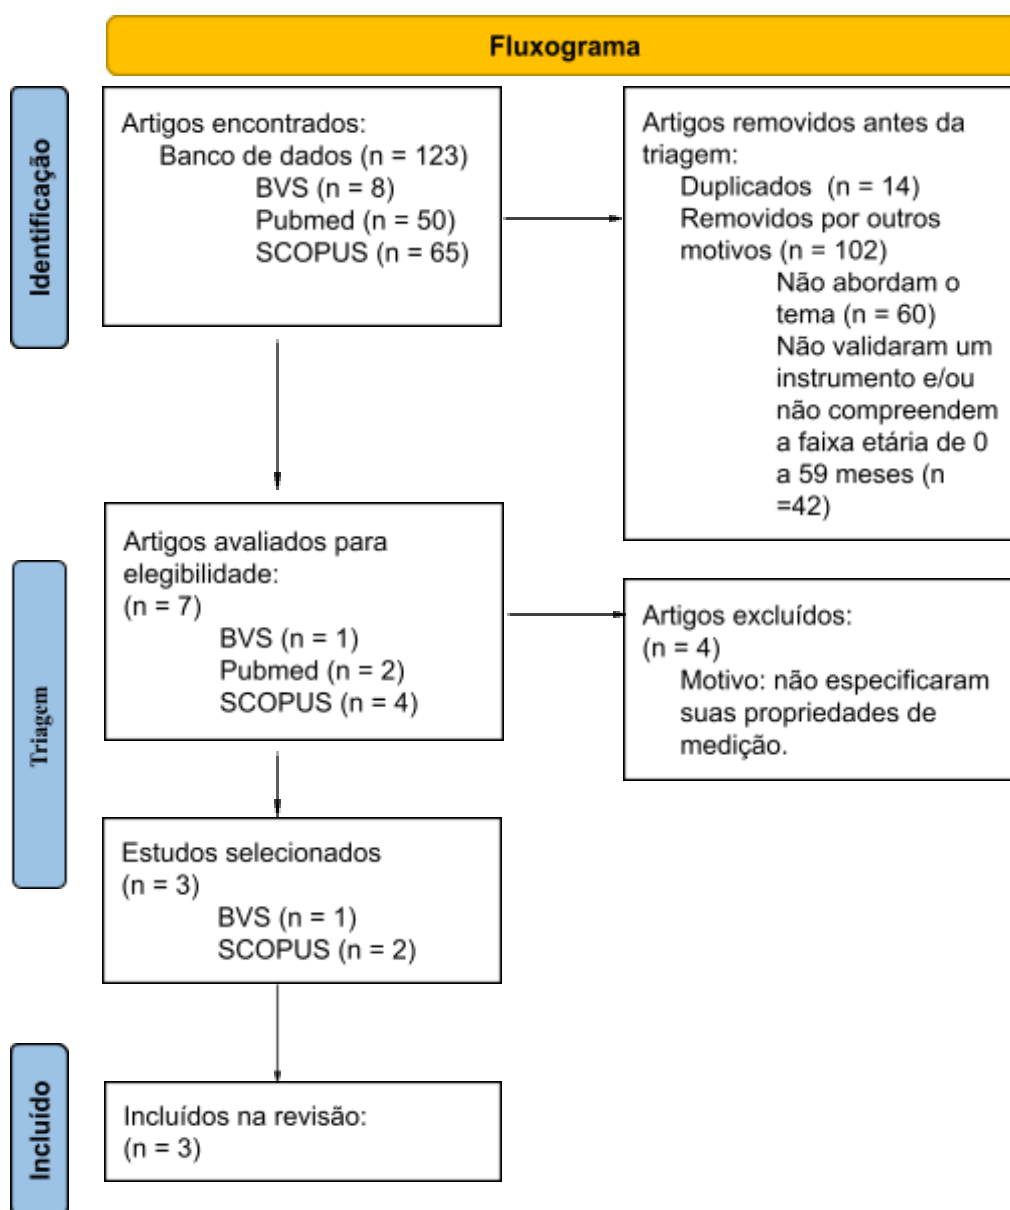 Fluxograma
Identificação
Artigos encontrados:
Banco de dados (n = 123)
BVS (n = 8)
Pubmed (n = 50)
SCOPUS (n = 65)
Artigos removidos antes da
triagem:
Duplicados (n = 14)
Removidos por outros
motivos (n = 102)
Não abordam o
tema (n = 60)
Não validaram um
instrumento e/ou
não compreendem
a faixa etária de 0
a 59 meses (n
=42)
Triagem
Artigos avaliados para
elegibilidade:
(n = 7)
BVS (n = 1)
Pubmed (n = 2)
SCOPUS (n = 4)
Artigos excluídos:
(n = 4)
Motivo: não especificaram
suas propriedades de
medição.
Estudos selecionados
(n = 3)
BVS (n = 1)
SCOPUS (n = 2)
Incluído
Incluídos na revisão:
(n = 3)